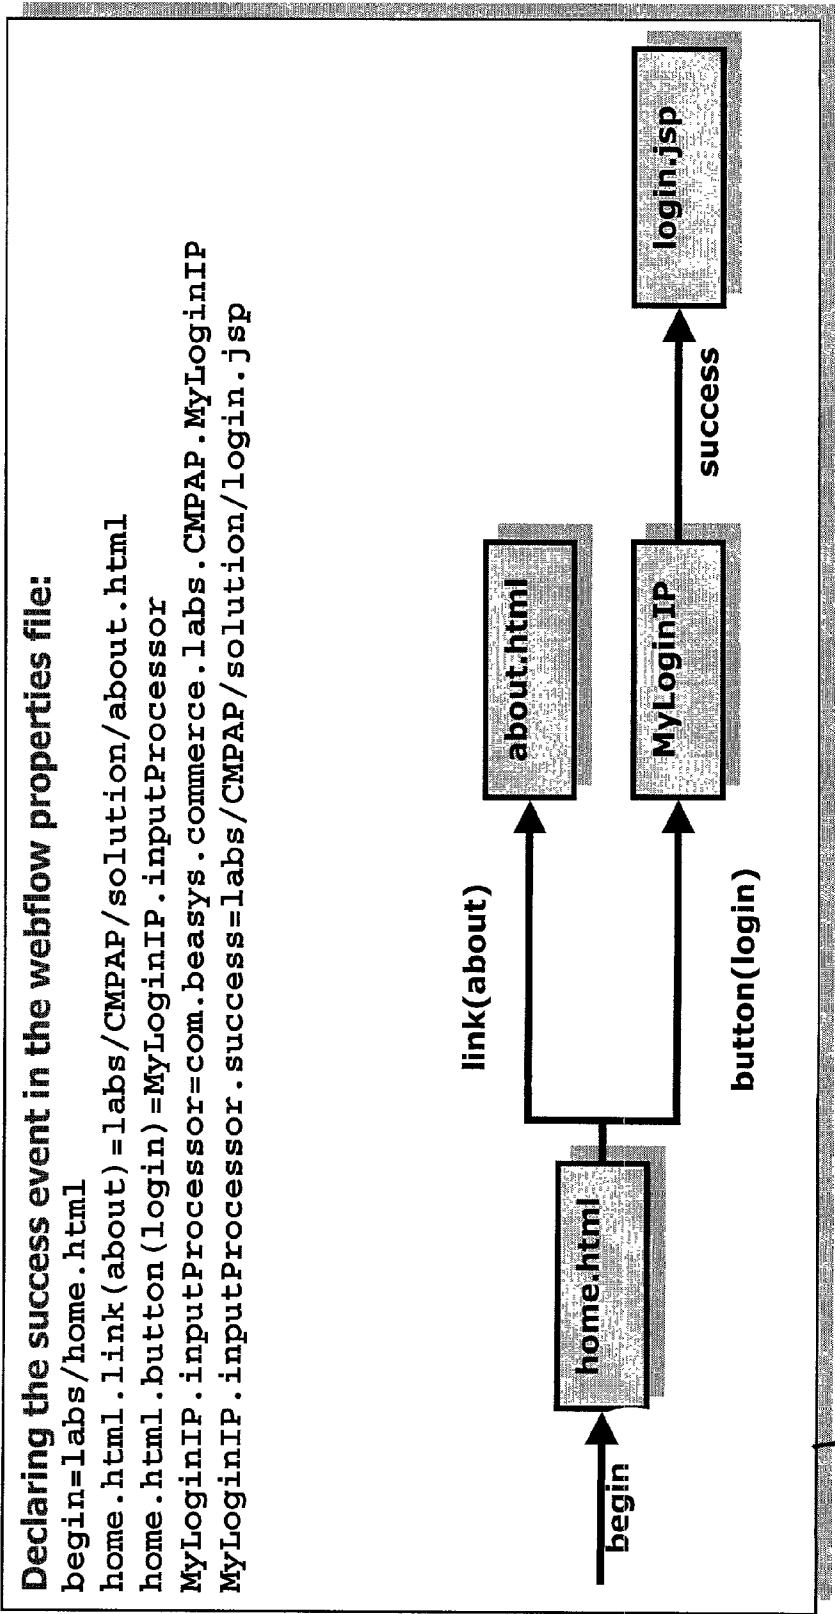 Declaring the success event in the webflow properties file:
begin=labs/home.html
home.html.link(about)=labs/CMPAP/solution/about.html
home.html.button(login)=MyLoginIP.inputProcessor
MyLoginIP.inputProcessor=com.beasys.commerce.labs.CMPAP.MyLoginIP
MyLoginIP.inputProcessor.success=labs/CMPAP/solution/login.jsp
begin
home.html
link(about)
about.html
button(login)
MyLoginIP
success
login.jsp